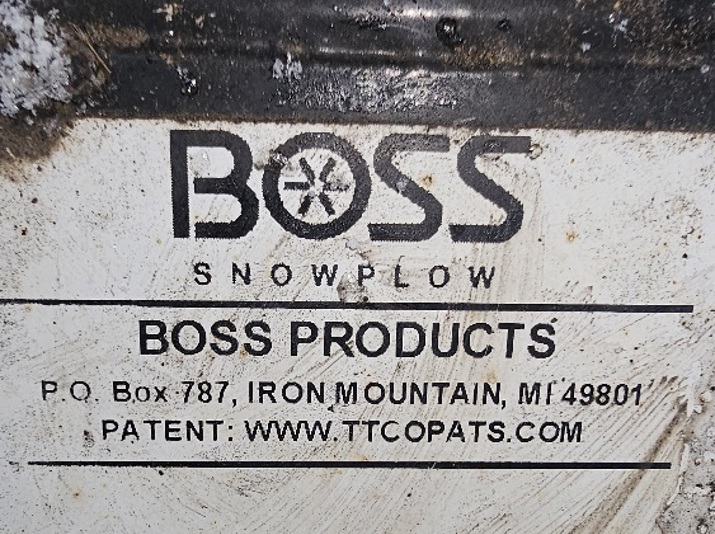 BOSS
SNOWPLOW
BOSS PRODUCTS
P.O. Box 787, IRON MOUNTAIN, MI 49801
PATENT: WWW.TTCOPATS.COM